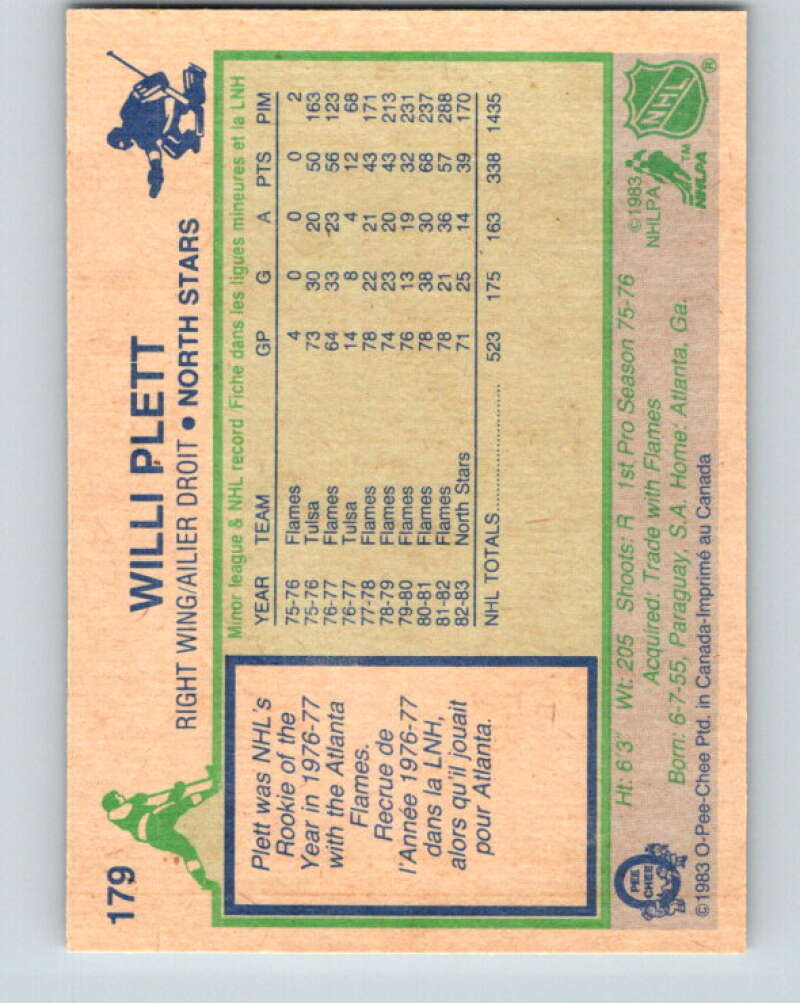 179
WILLI PLETT
RIGHT WING/AILIER DROIT • NORTH STARS
Plett was NHL's
Rookie of the
Year in 1976-77
with the Atlanta
Flames.
Recrue de
l'Année 1976-77
dans la LNH,
alors qu'il jouait
pour Atlanta.
Minor league & NHL record/Fiche dans les ligues mineures et la LNH
YEAR TEAM GP G A PTS PIM
75-76 Flames 4 0 0 0 2
75-76 Tulsa 73 30 20 50 163
76-77 Flames 64 33 23 56 123
76-77 Tulsa 14 8 4 12 68
77-78 Flames 78 22 21 43 171
78-79 Flames 74 23 20 43 213
79-80 Flames 76 13 19 32 231
80-81 Flames 78 38 30 68 237
81-82 Flames 78 21 36 57 288
82-83 North Stars 71 25 14 39 170
NHL TOTALS 523 175 163 338 1435
Ht: 6'3" Wt: 205 Shoots: R 1st Pro Season 75-76
Acquired: Trade with Flames
Born: 6-7-55, Paraguay, S.A. Home: Atlanta, Ga.
O PEE CHEE
©1983 O-Pee-Chee Ptd. in Canada-Imprimé au Canada
©1983
NHLPA
NHLPA TM
NHL ®